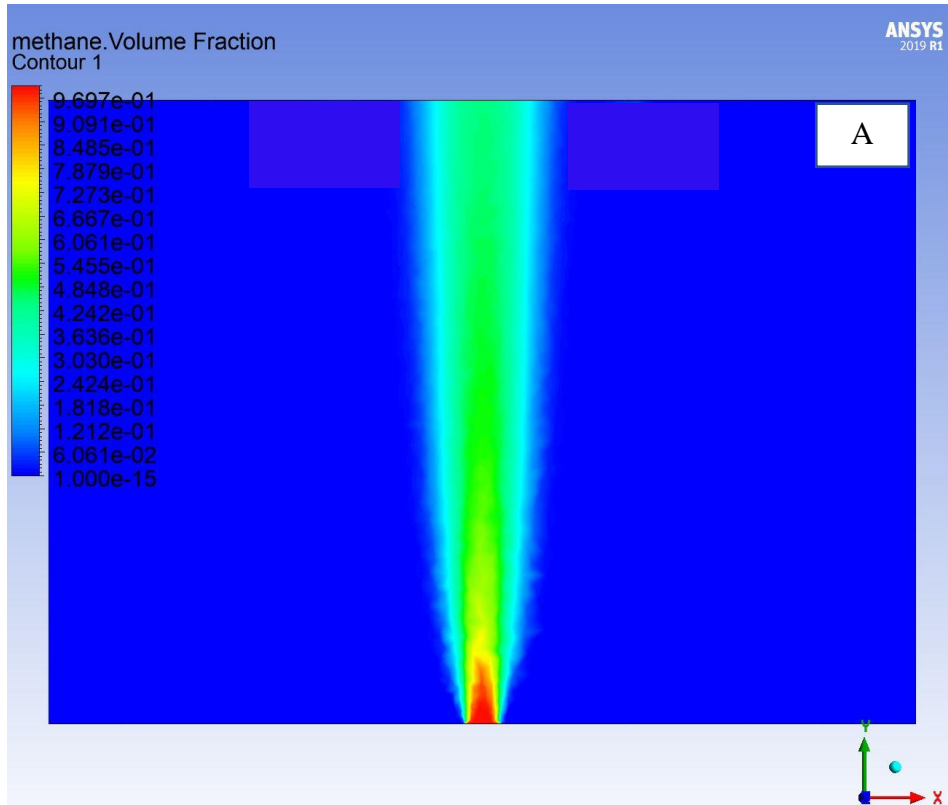 methane.Volume Fraction
Contour 1
ANSYS
2019 R1
9.697e-01
9.091e-01
8.485e-01
7.879e-01
7.273e-01
6.667e-01
6.061e-01
5.455e-01
4.848e-01
4.242e-01
3.636e-01
3.030e-01
2.424e-01
1.818e-01
1.212e-01
6.061e-02
1.000e-15
A
Y
X